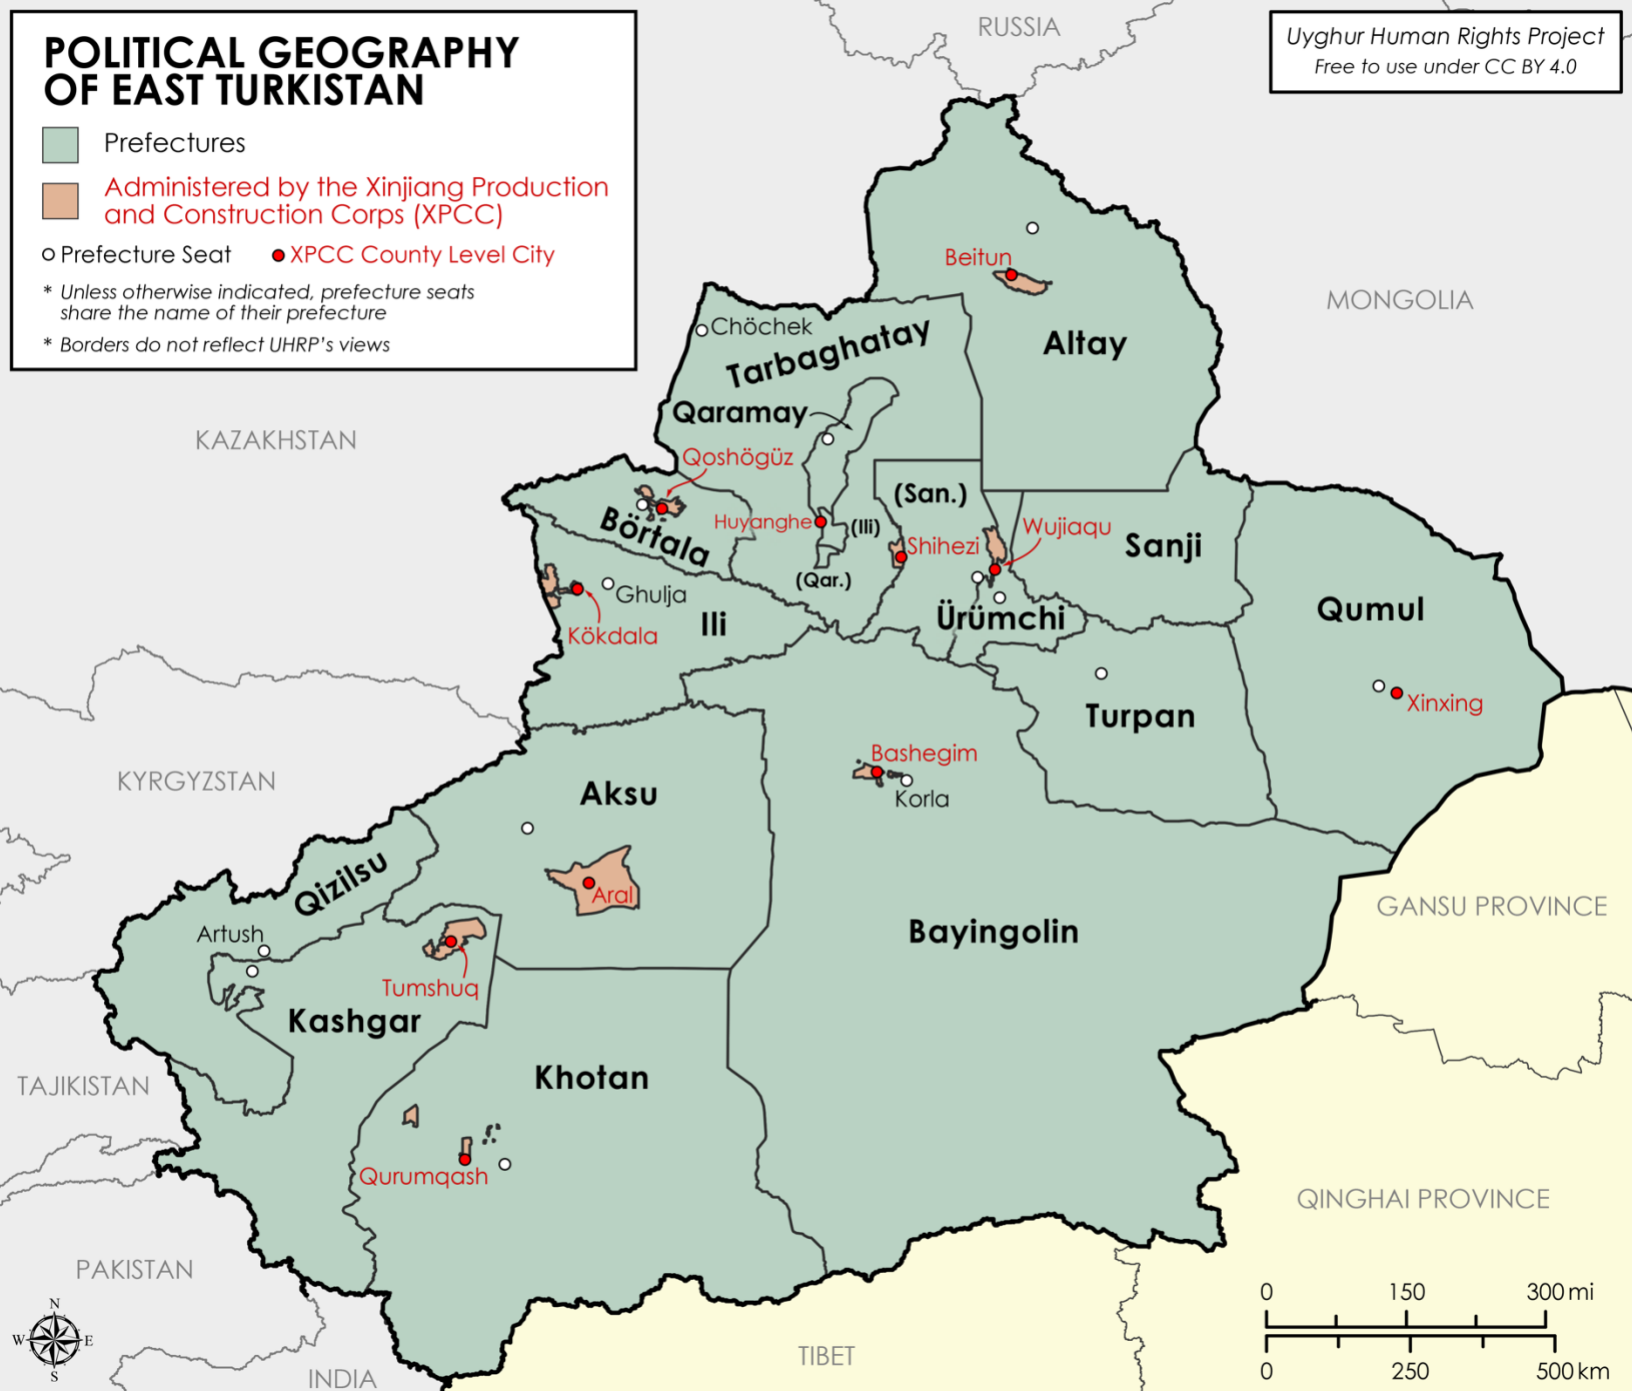 POLITICAL GEOGRAPHY
OF EAST TURKISTAN
Prefectures
Administered by the Xinjiang Production
and Construction Corps (XPCC)
Prefecture Seat
XPCC County Level City
* Unless otherwise indicated, prefecture seats
share the name of their prefecture
* Borders do not reflect UHRP's views
Uyghur Human Rights Project
Free to use under CC BY 4.0
RUSSIA
MONGOLIA
KAZAKHSTAN
KYRGYZSTAN
TAJIKISTAN
PAKISTAN
INDIA
TIBET
GANSU PROVINCE
QINGHAI PROVINCE
Beitun
Altay
Chöchek
Tarbaghatay
Qaramay
Qoshögüz
Börtala
Huyanghe
(Ili)
(Qar.)
(San.)
Shihezi
Wujiaqu
Sanji
Ghulja
Kökdala
Ili
Ürümchi
Qumul
Xinxing
Turpan
Bashegim
Korla
Aksu
Aral
Qizilsu
Artush
Tumshuq
Kashgar
Bayingolin
Khotan
Qurumqash
N
W
E
S
0 150 300 mi
0 250 500 km